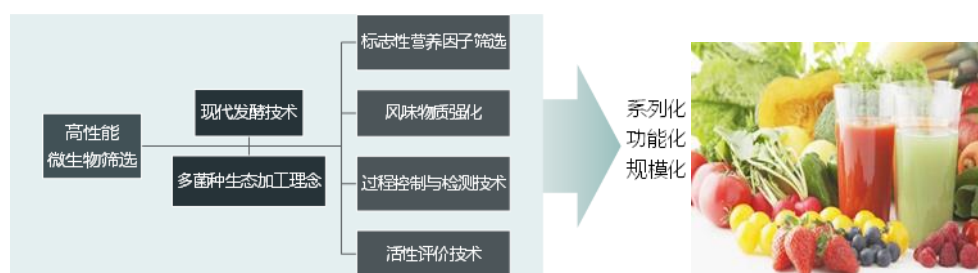 高性能
微生物筛选
现代发酵技术
多菌种生态加工理念
标志性营养因子筛选
风味物质强化
过程控制与检测技术
活性评价技术
系列化
功能化
规模化